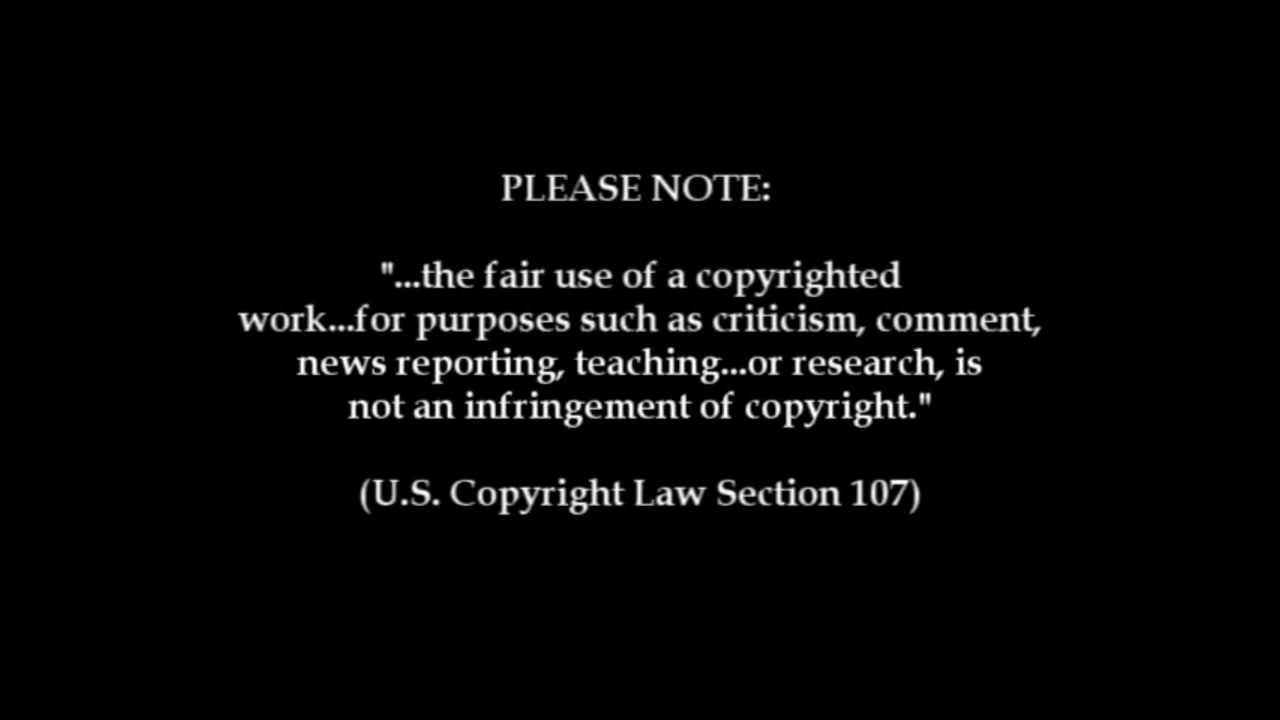 PLEASE NOTE:
"...the fair use of a copyrighted
work...for purposes such as criticism, comment,
news reporting, teaching...or research, is
not an infringement of copyright."
(U.S. Copyright Law Section 107)